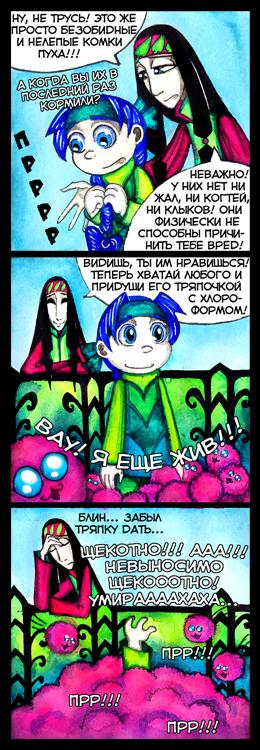 НУ, НЕ ТРУСЬ! ЭТО ЖЕ
ПРОСТО БЕЗОБИДНЫЕ
И НЕЛЕПЫЕ КОМКИ
ПУХА!!!
А КОГДА ВЫ ИХ В
ПОСЛЕДНИЙ РАЗ
КОРМИЛИ?
ПРРРР
НЕВАЖНО!
У НИХ НЕТ НИ
ЖАЛ, НИ КОГТЕЙ,
НИ КЛЫКОВ! ОНИ
ФИЗИЧЕСКИ НЕ
СПОСОБНЫ ПРИЧИ-
НИТЬ ТЕБЕ ВРЕД!
ВИДИШЬ, ТЫ ИМ НРАВИШЬСЯ!
ТЕПЕРЬ ХВАТАЙ ЛЮБОГО И
ПРИДУШИ ЕГО ТРЯПОЧКОЙ
С ХЛОРО-
ФОРМОМ!
ВАУ! Я ЕЩЕ ЖИВ!!!
БЛИН... ЗАБЫЛ
ТРЯПКУ ДАТЬ...
ЩЕКОТНО!!! ААА!!!
НЕВЫНОСИМО
ЩЕКОООТНО!
УМИРААААХАХА...
ПРР!!!
ПРР!!!
ПРР!!!